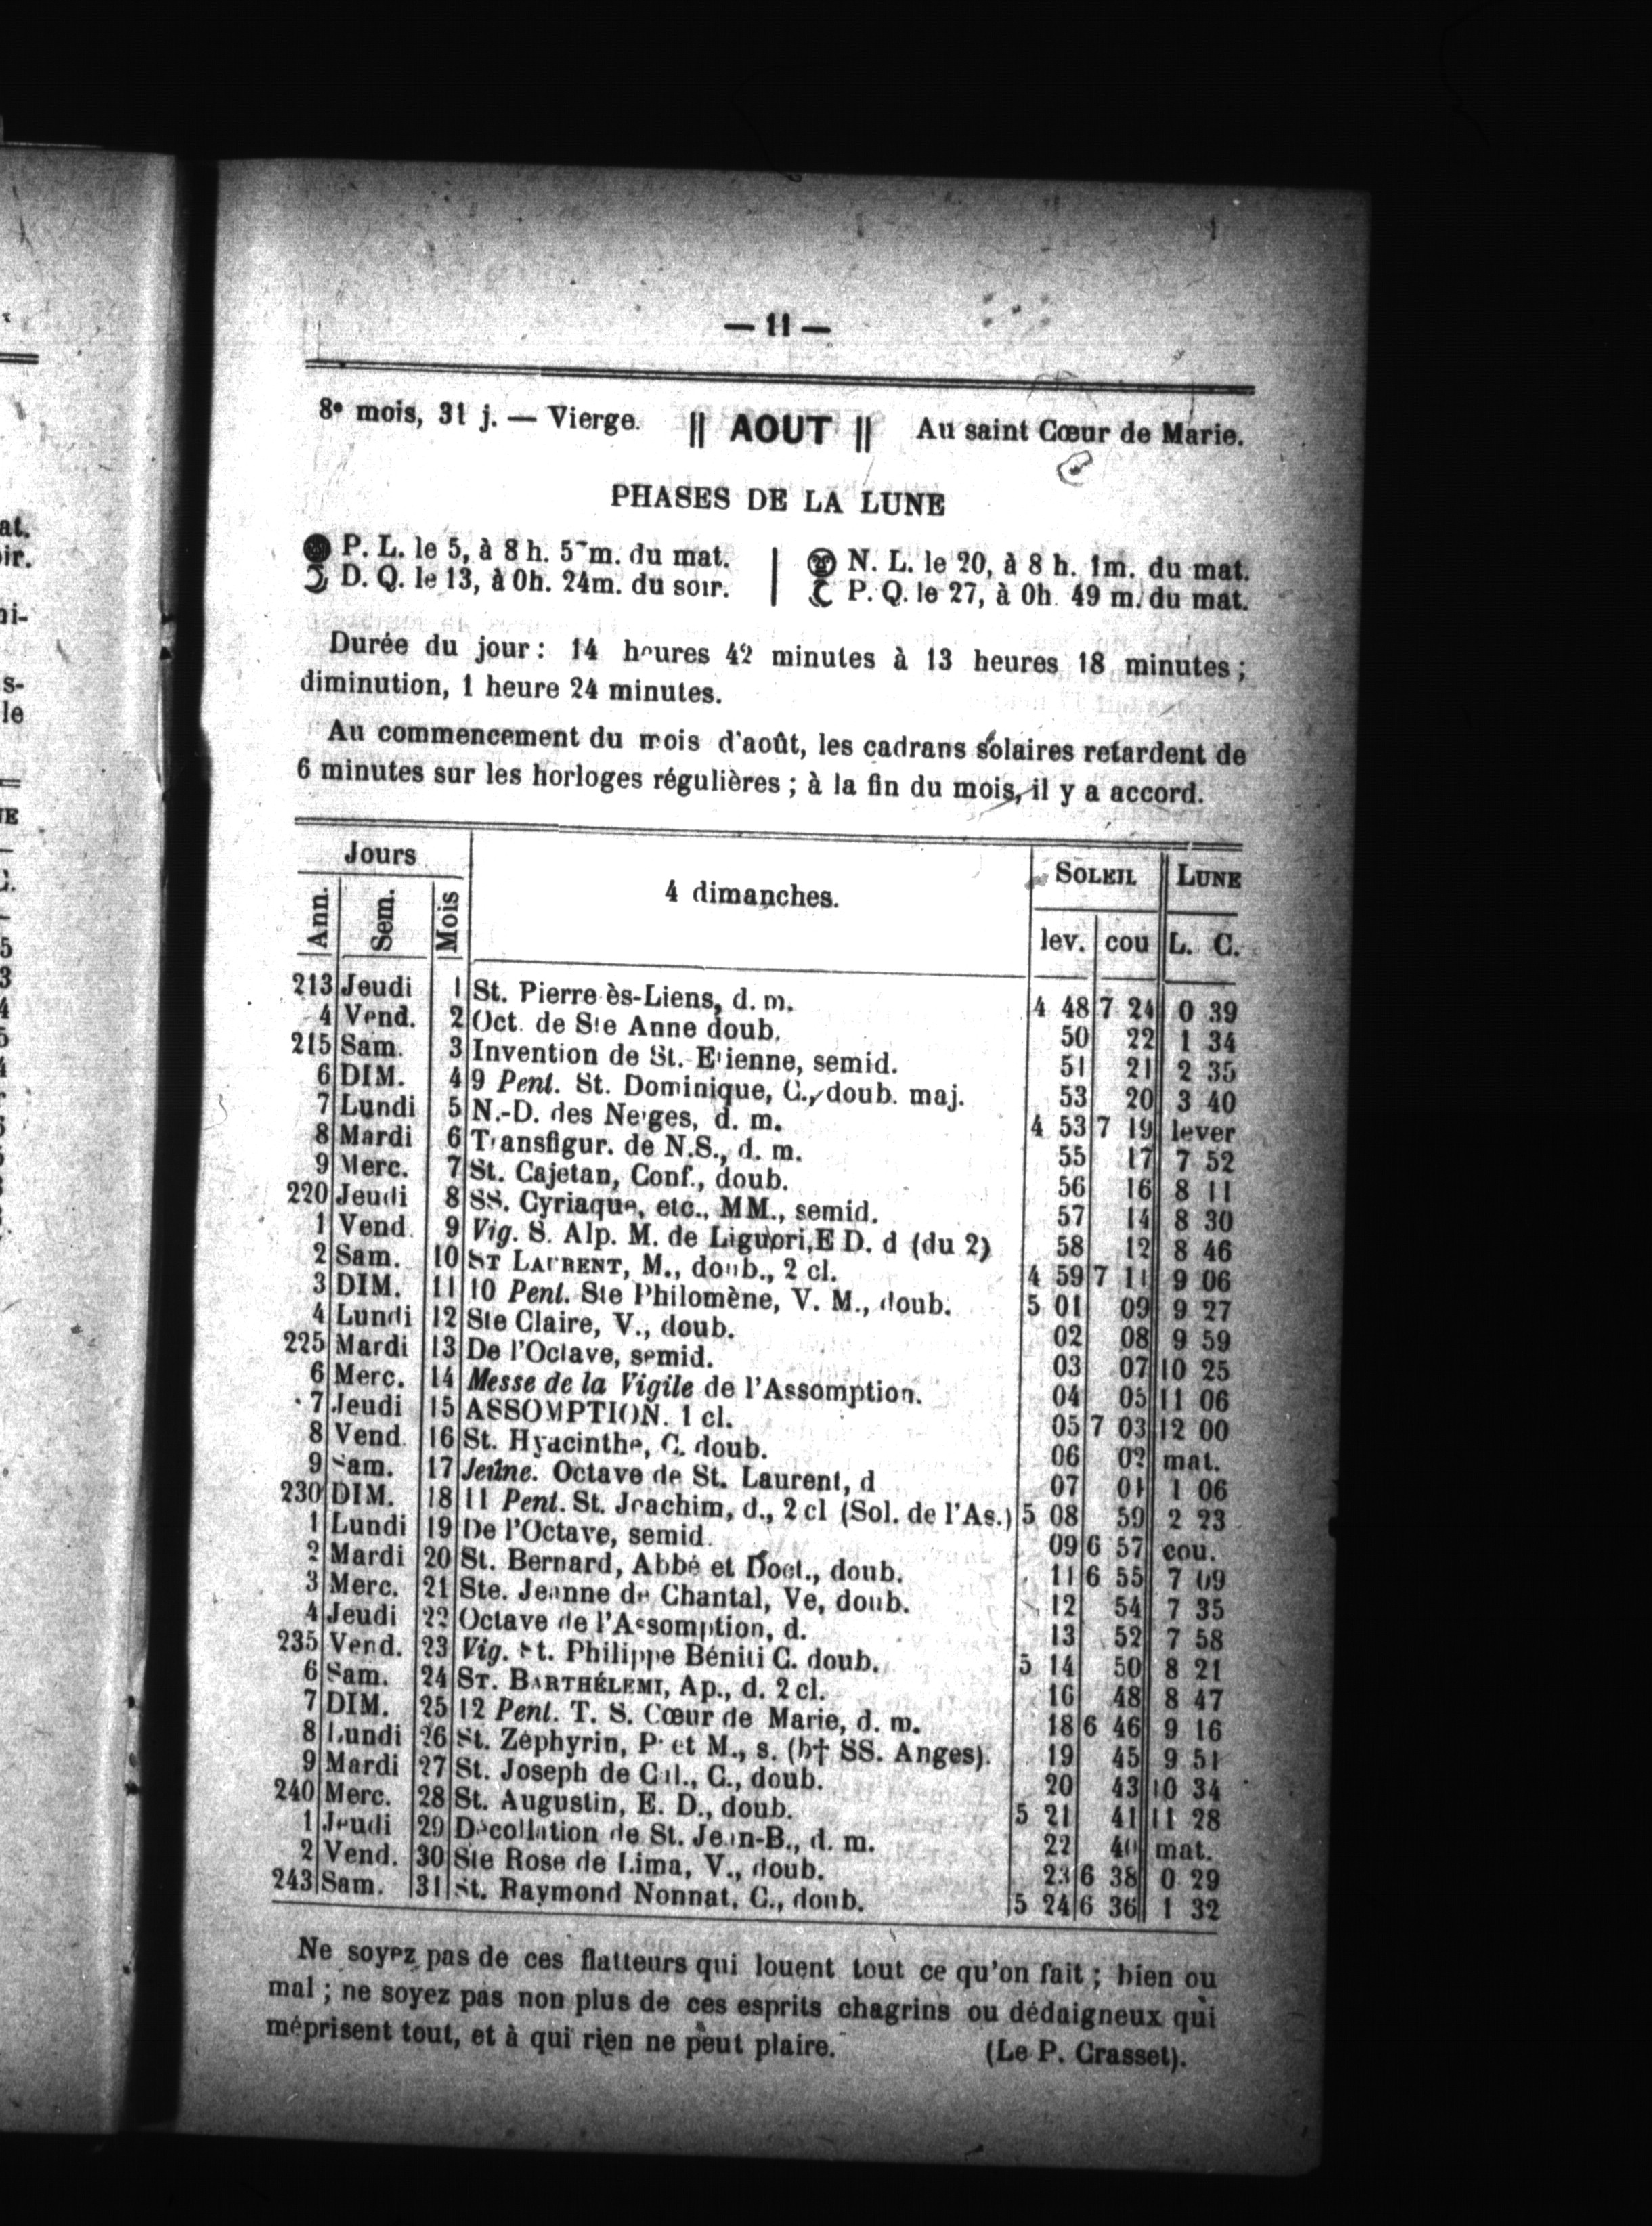 — 11 —
8e mois, 31 j. — Vierge. || AOUT || Au saint Cœur de Marie.
PHASES DE LA LUNE
P. L. le 5, à 8 h. 5 m. du mat. | N. L. le 20, à 8 h. 1m. du mat.
D. Q. le 13, à 0h. 24m. du soir. | P. Q. le 27, à 0h 49 m. du mat.
Durée du jour : 14 heures 42 minutes à 13 heures 18 minutes ;
diminution, 1 heure 24 minutes.
Au commencement du mois d'août, les cadrans solaires retardent de
6 minutes sur les horloges régulières ; à la fin du mois, il y a accord.
Jours 4 dimanches. SOLEIL LUNE
Ann. Sem. Mois lev. cou L. C.
213 Jeudi 1 St. Pierre ès-Liens, d. m. 4 48 7 24 0 39
4 Vend. 2 Oct. de Ste Anne doub. 50 22 1 34
215 Sam. 3 Invention de St. Etienne, semid. 51 21 2 35
6 DIM. 4 9 Pent. St. Dominique, C., doub. maj. 53 20 3 40
7 Lundi 5 N.-D. des Neiges, d. m. 4 53 7 19 lever
8 Mardi 6 Transfigur. de N.S., d. m. 55 17 7 52
9 Merc. 7 St. Cajetan, Conf., doub. 56 16 8 11
220 Jeudi 8 SS. Cyriaque, etc., MM., semid. 57 14 8 30
1 Vend. 9 Vig. S. Alp. M. de Liguori,E D. d (du 2) 58 12 8 46
2 Sam. 10 ST LAURENT, M., doub., 2 cl. 4 59 7 11 9 06
3 DIM. 11 10 Pent. Ste Philomène, V. M., doub. 5 01 09 9 27
4 Lundi 12 Ste Claire, V., doub. 02 08 9 59
225 Mardi 13 De l'Octave, semid. 03 07 10 25
6 Merc. 14 Messe de la Vigile de l'Assomption. 04 05 11 06
7 Jeudi 15 ASSOMPTION. 1 cl. 05 7 03 12 00
8 Vend. 16 St. Hyacinthe, C. doub. 06 02 mat.
9 Sam. 17 Jeûne. Octave de St. Laurent, d 07 01 1 06
230 DIM. 18 11 Pent. St. Joachim, d., 2 cl (Sol. de l'As.) 5 08 59 2 23
1 Lundi 19 De l'Octave, semid. 09 6 57 cou.
2 Mardi 20 St. Bernard, Abbé et Doct., doub. 11 6 55 7 09
3 Merc. 21 Ste. Jeanne de Chantal, Ve, doub. 12 54 7 35
4 Jeudi 22 Octave de l'Assomption, d. 13 52 7 58
235 Vend. 23 Vig. St. Philippe Béniti C. doub. 5 14 50 8 21
6 Sam. 24 ST. BARTHÉLEMI, Ap., d. 2 cl. 16 48 8 47
7 DIM. 25 12 Pent. T. S. Cœur de Marie, d. m. 18 6 46 9 16
8 Lundi 26 St. Zéphyrin, P. et M., s. (b† SS. Anges). 19 45 9 51
9 Mardi 27 St. Joseph de Cal., C., doub. 20 43 10 34
240 Merc. 28 St. Augustin, E. D., doub. 5 21 41 11 28
1 Jeudi 29 Décollation de St. Jean-B., d. m. 22 40 mat.
2 Vend. 30 Ste Rose de Lima, V., doub. 23 6 38 0 29
243 Sam. 31 St. Raymond Nonnat, C., doub. 5 24 6 36 1 32
Ne soyez pas de ces flatteurs qui louent tout ce qu'on fait ; bien ou
mal ; ne soyez pas non plus de ces esprits chagrins ou dédaigneux qui
méprisent tout, et à qui rien ne peut plaire. (Le P. Crasset).